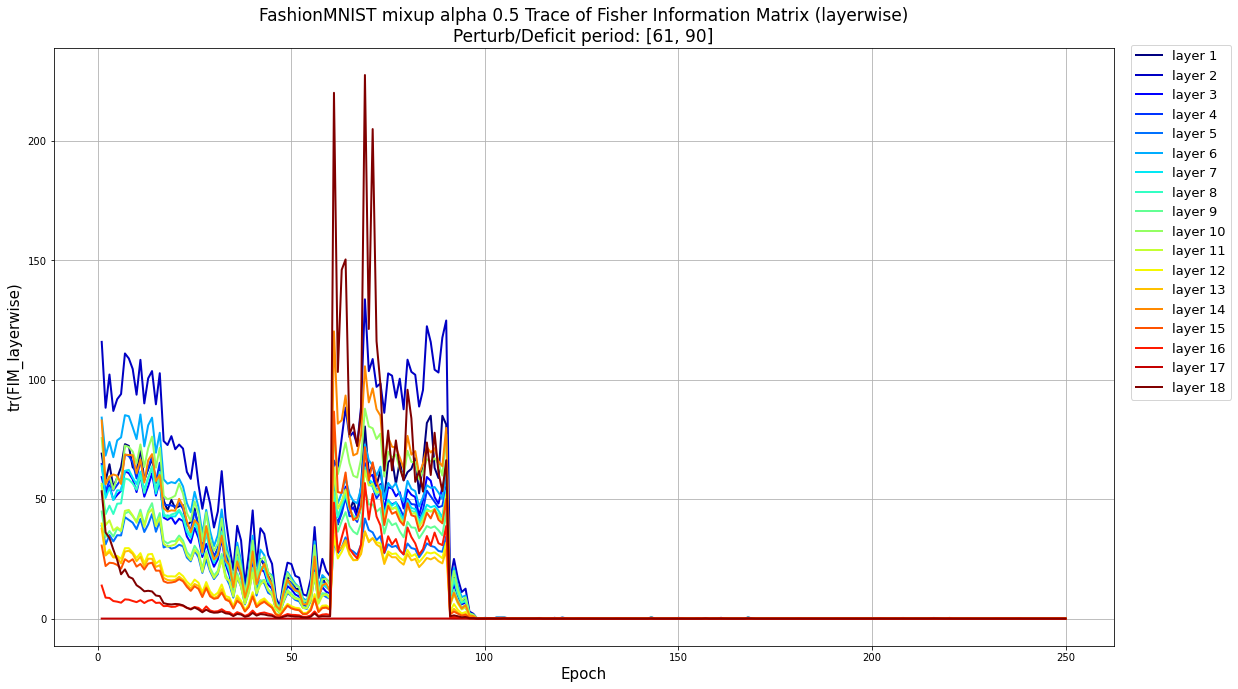 FashionMNIST mixup alpha 0.5 Trace of Fisher Information Matrix (layerwise)
Perturb/Deficit period: [61, 90]
tr(FIM_layerwise)
200
150
100
50
0
0
50
100
150
200
250
Epoch
layer 1
layer 2
layer 3
layer 4
layer 5
layer 6
layer 7
layer 8
layer 9
layer 10
layer 11
layer 12
layer 13
layer 14
layer 15
layer 16
layer 17
layer 18